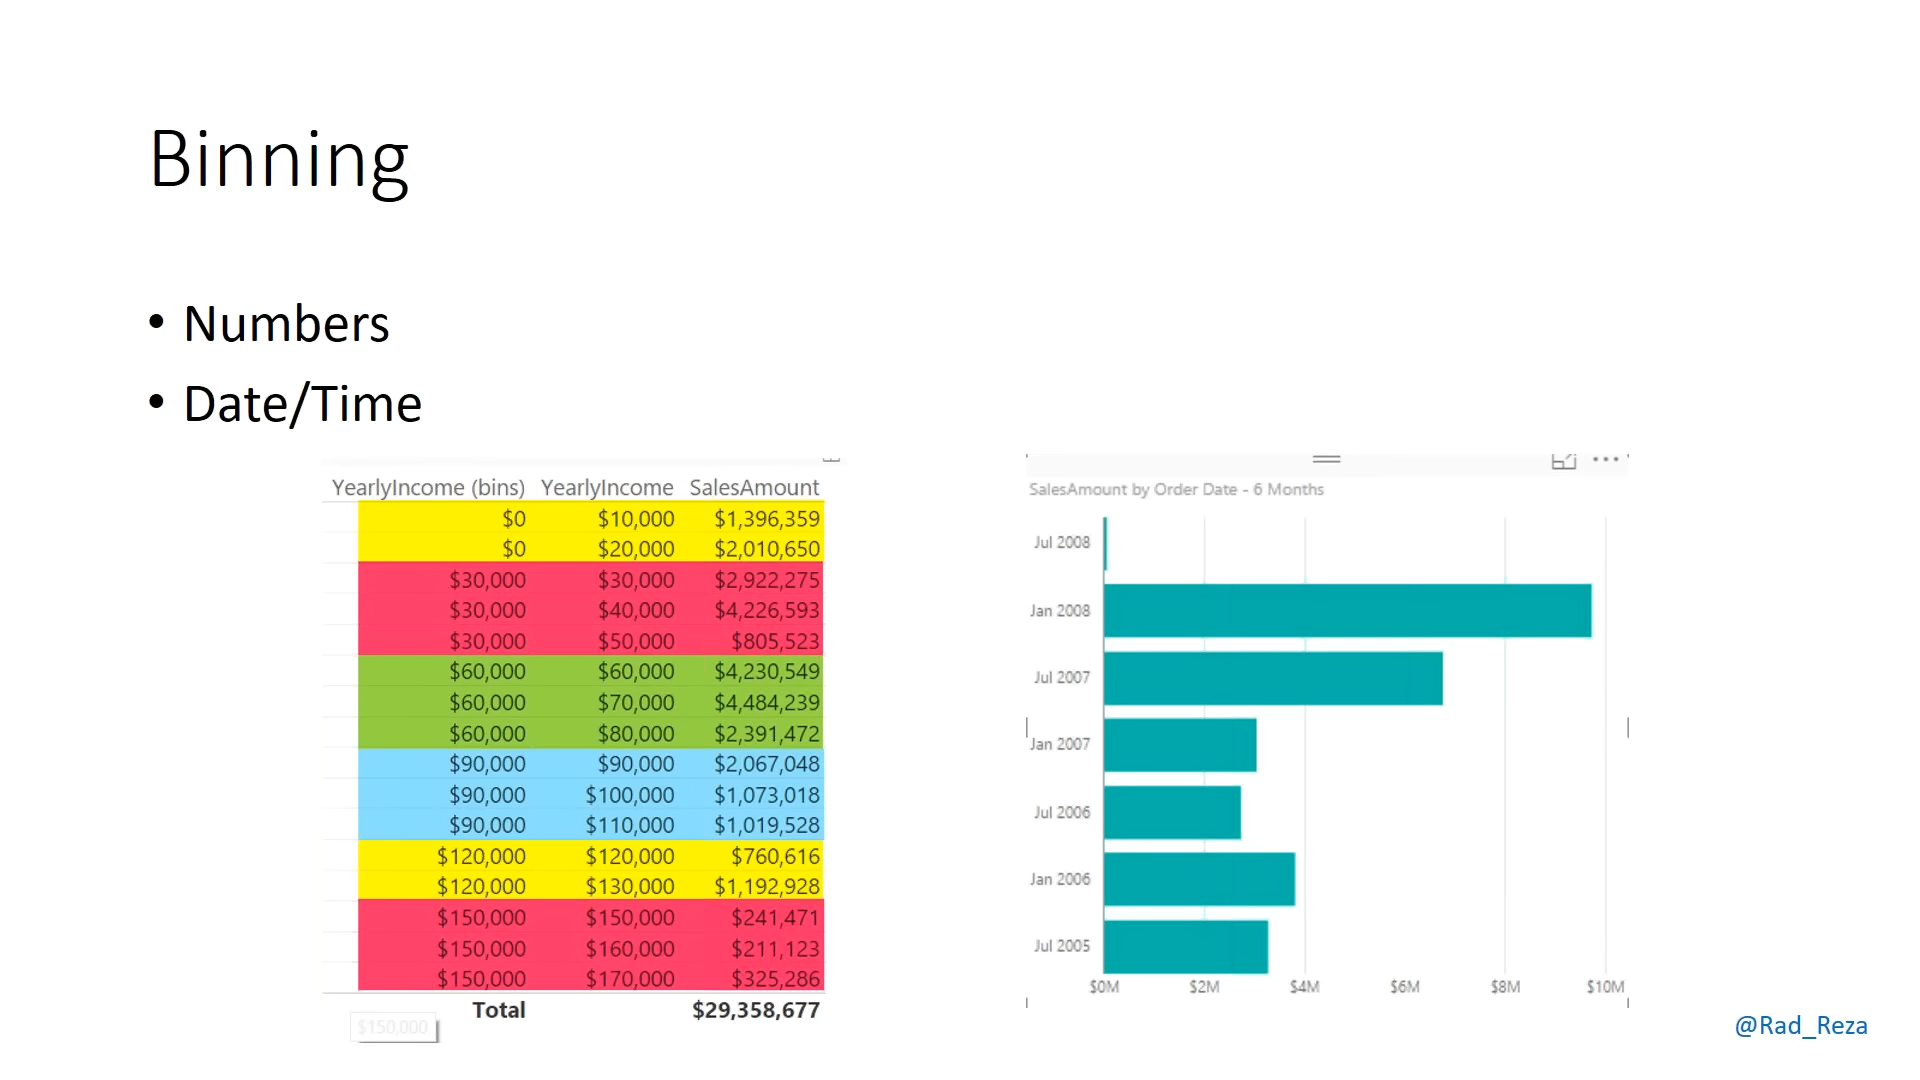 Binning
• Numbers
• Date/Time
YearlyIncome (bins) YearlyIncome SalesAmount
$0 $10,000 $1,396,359
$0 $20,000 $2,010,650
$30,000 $30,000 $2,922,275
$30,000 $40,000 $4,226,593
$30,000 $50,000 $805,523
$60,000 $60,000 $4,230,549
$60,000 $70,000 $4,484,239
$60,000 $80,000 $2,391,472
$90,000 $90,000 $2,067,048
$90,000 $100,000 $1,073,018
$90,000 $110,000 $1,019,528
$120,000 $120,000 $760,616
$120,000 $130,000 $1,192,928
$150,000 $150,000 $241,471
$150,000 $160,000 $211,123
$150,000 $170,000 $325,286
Total $29,358,677
$150,000
SalesAmount by Order Date - 6 Months
Jul 2008
Jan 2008
Jul 2007
Jan 2007
Jul 2006
Jan 2006
Jul 2005
$0M $2M $4M $6M $8M $10M
@Rad_Reza